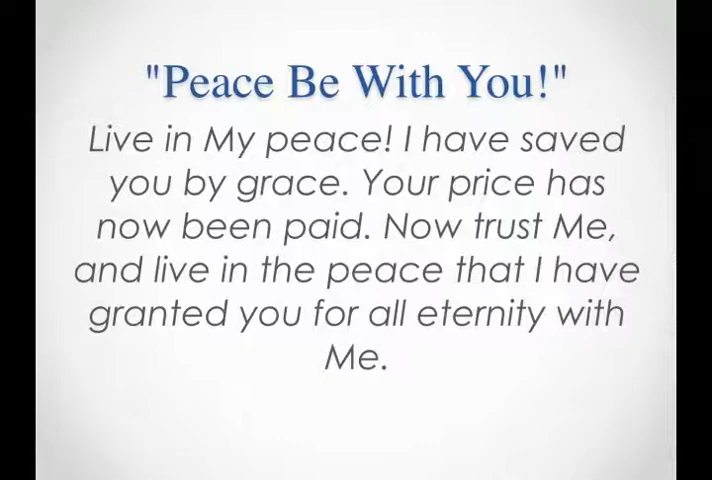 "Peace Be With You!"
Live in My peace! I have saved
you by grace. Your price has
now been paid. Now trust Me,
and live in the peace that I have
granted you for all eternity with
Me.